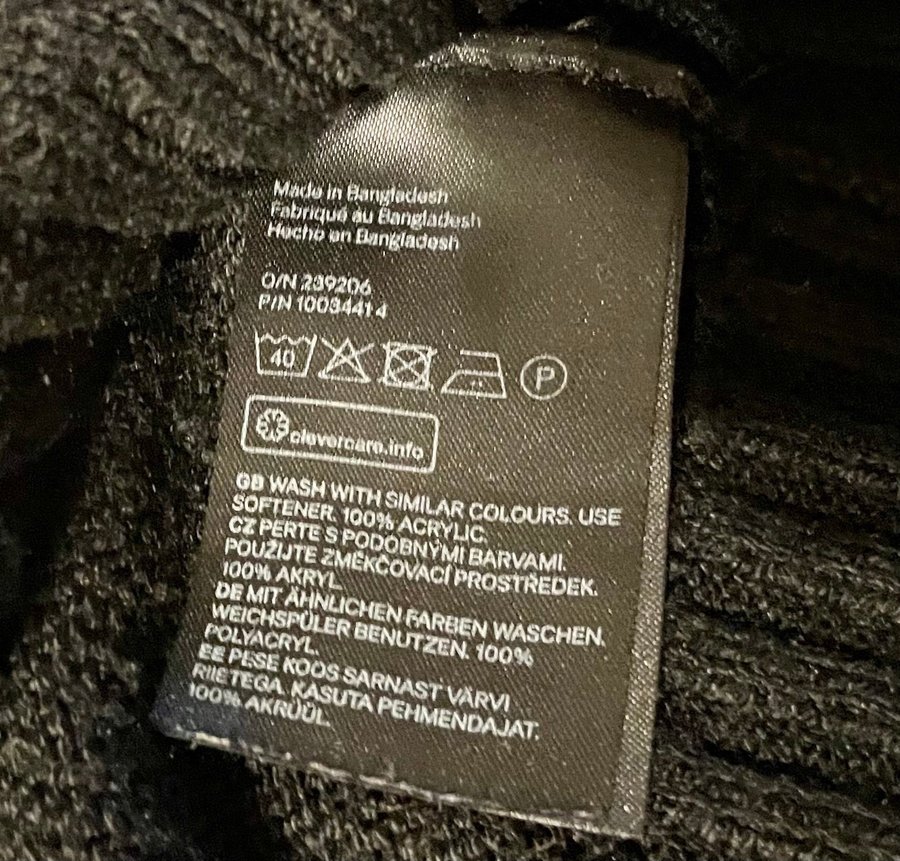 Made in Bangladesh
Fabriqué au Bangladesh
Hecho en Bangladesh
O/N 239206
P/N 10034414
40
P
clevercare.info
GB WASH WITH SIMILAR COLOURS. USE
SOFTENER. 100% ACRYLIC.
CZ PERTE S PODOBNÝMI BARVAMI.
POUŽIJTE ZMĚKČOVACÍ PROSTŘEDEK.
100% AKRYL.
DE MIT ÄHNLICHEN FARBEN WASCHEN.
WEICHSPÜLER BENUTZEN. 100%
POLYACRYL.
EE PESE KOOS SARNAST VÄRVI
RIIETEGA. KASUTA PEHMENDAJAT.
100% AKRÜÜL.